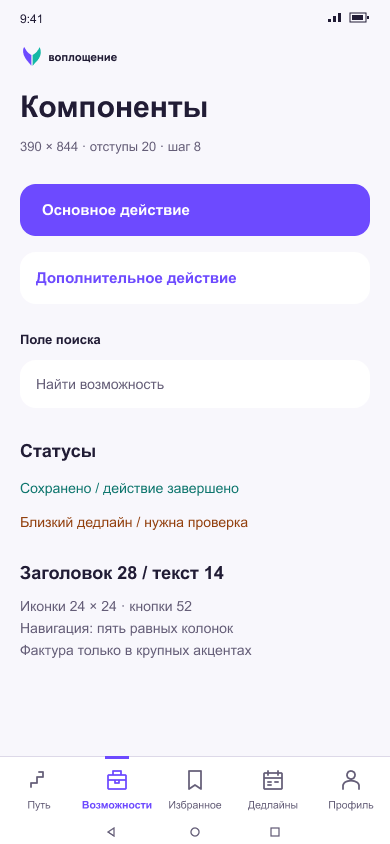 9:41
воплощение
Компоненты
390 × 844 · отступы 20 · шаг 8
Основное действие
Дополнительное действие
Поле поиска
Найти возможность
Статусы
Сохранено / действие завершено
Близкий дедлайн / нужна проверка
Заголовок 28 / текст 14
Иконки 24 × 24 · кнопки 52
Навигация: пять равных колонок
Фактура только в крупных акцентах
Путь Возможности Избранное Дедлайны Профиль